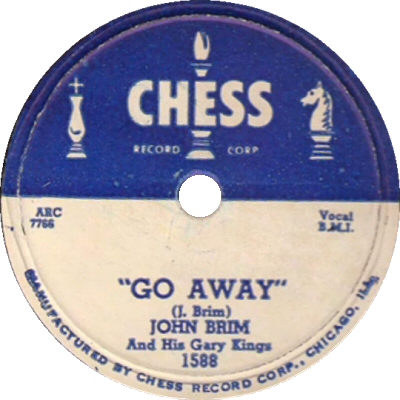 CHESS
RECORD CORP.
ARC
7766
Vocal
B.M.I.
"GO AWAY"
(J. Brim)
JOHN BRIM
And His Gary Kings
1588
MANUFACTURED BY CHESS RECORD CORP., CHICAGO, ILL.